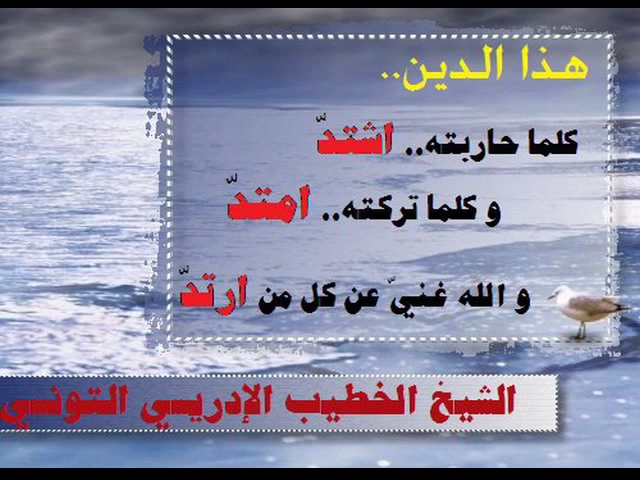 هذا الدين..
كلما حاربته.. اشتدّ
و كلما تركته.. امتدّ
و الله غنيّ عن كل من ارتدّ
الشيخ الخطيب الإدريسي التونسي